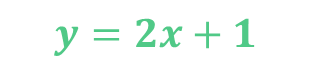 y = 2x + 1